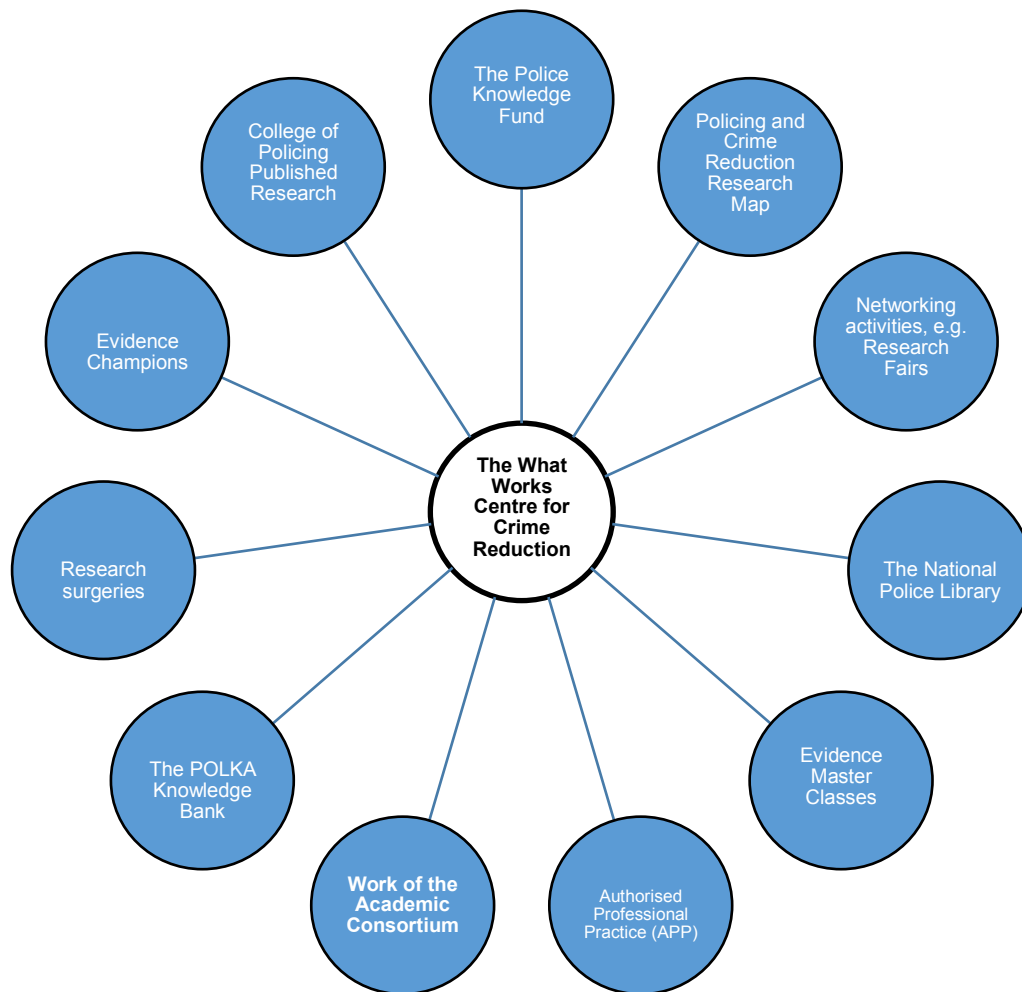 The Police
Knowledge
Fund
Policing and
Crime
Reduction
Research
Map
Networking
activities, e.g.
Research
Fairs
The National
Police Library
Evidence
Master
Classes
Authorised
Professional
Practice (APP)
Work of the
Academic
Consortium
The POLKA
Knowledge
Bank
Research
surgeries
Evidence
Champions
College of
Policing
Published
Research
The What
Works
Centre for
Crime
Reduction